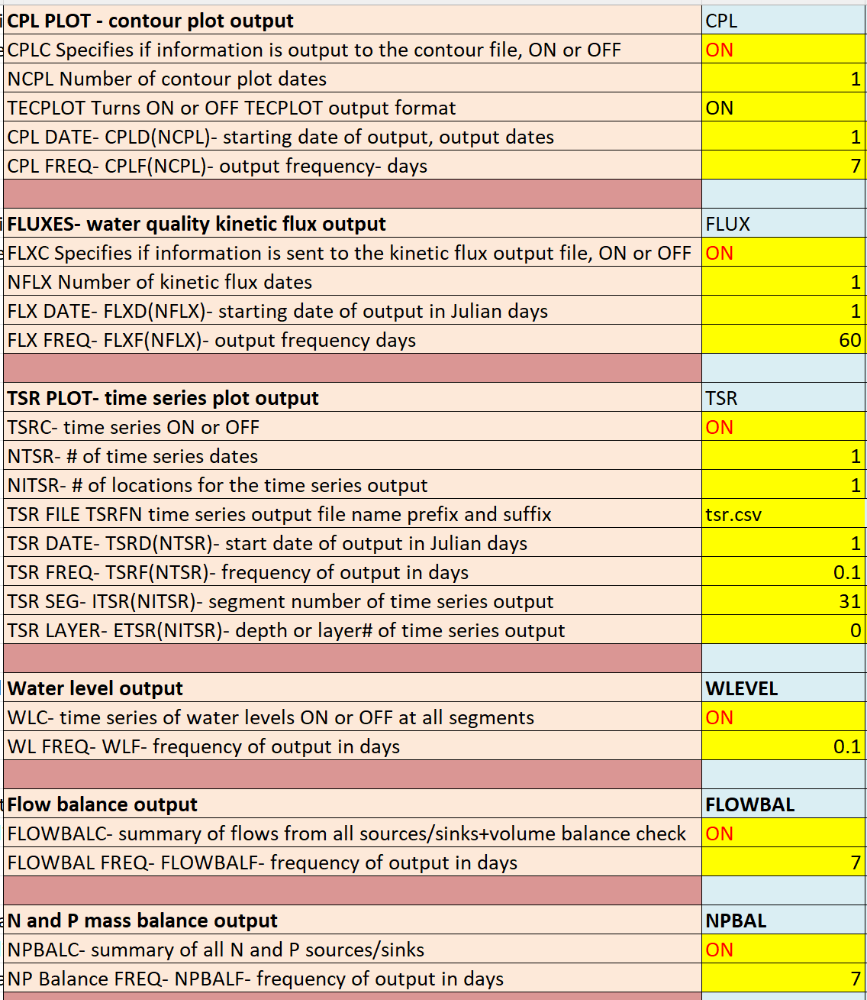 CPL PLOT - contour plot output CPL
CPLC Specifies if information is output to the contour file, ON or OFF ON
NCPL Number of contour plot dates 1
TECPLOT Turns ON or OFF TECPLOT output format ON
CPL DATE- CPLD(NCPL)- starting date of output, output dates 1
CPL FREQ- CPLF(NCPL)- output frequency- days 7
FLUXES- water quality kinetic flux output FLUX
FLXC Specifies if information is sent to the kinetic flux output file, ON or OFF ON
NFLX Number of kinetic flux dates 1
FLX DATE- FLXD(NFLX)- starting date of output in Julian days 1
FLX FREQ- FLXF(NFLX)- output frequency days 60
TSR PLOT- time series plot output TSR
TSRC- time series ON or OFF ON
NTSR- # of time series dates 1
NITSR- # of locations for the time series output 1
TSR FILE TSRFN time series output file name prefix and suffix tsr.csv
TSR DATE- TSRD(NTSR)- start date of output in Julian days 1
TSR FREQ- TSRF(NTSR)- frequency of output in days 0.1
TSR SEG- ITSR(NITSR)- segment number of time series output 31
TSR LAYER- ETSR(NITSR)- depth or layer# of time series output 0
Water level output WLEVEL
WLC- time series of water levels ON or OFF at all segments ON
WL FREQ- WLF- frequency of output in days 0.1
Flow balance output FLOWBAL
FLOWBALC- summary of flows from all sources/sinks+volume balance check ON
FLOWBAL FREQ- FLOWBALF- frequency of output in days 7
N and P mass balance output NPBAL
NPBALC- summary of all N and P sources/sinks ON
NP Balance FREQ- NPBALF- frequency of output in days 7